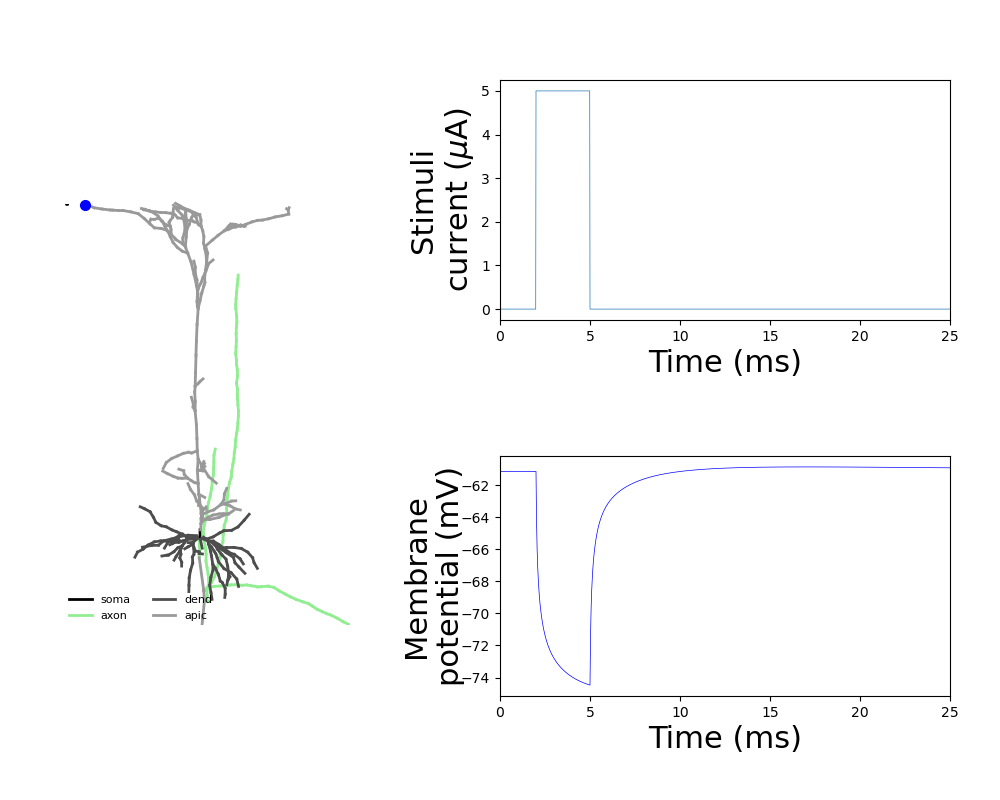 soma
axon
dend
apic
Stimuli
current (μA)
5
4
3
2
1
0
0 5 10 15 20 25
Time (ms)
Membrane
potential (mV)
−62
−64
−66
−68
−70
−72
−74
0 5 10 15 20 25
Time (ms)